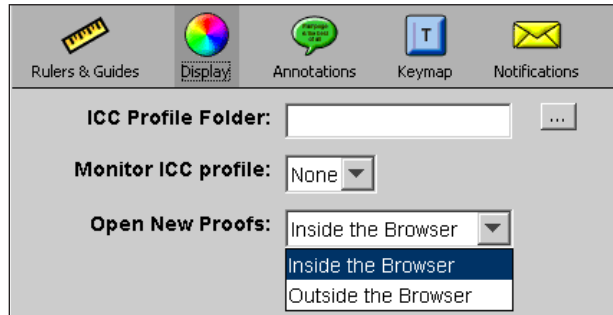 Rulers & Guides Display Annotations Keymap Notifications
ICC Profile Folder: ...
Monitor ICC profile: None
Open New Proofs: Inside the Browser
Inside the Browser
Outside the Browser
T